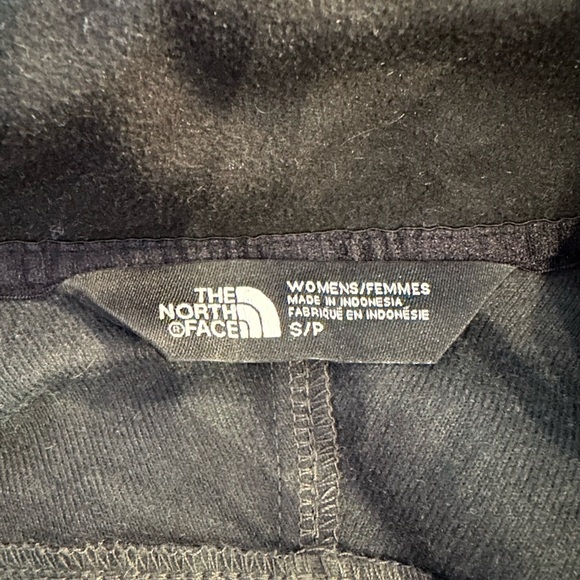 THE
NORTH
®FACE
WOMENS/FEMMES
MADE IN INDONESIA
FABRIQUÉ EN INDONÉSIE
S/P